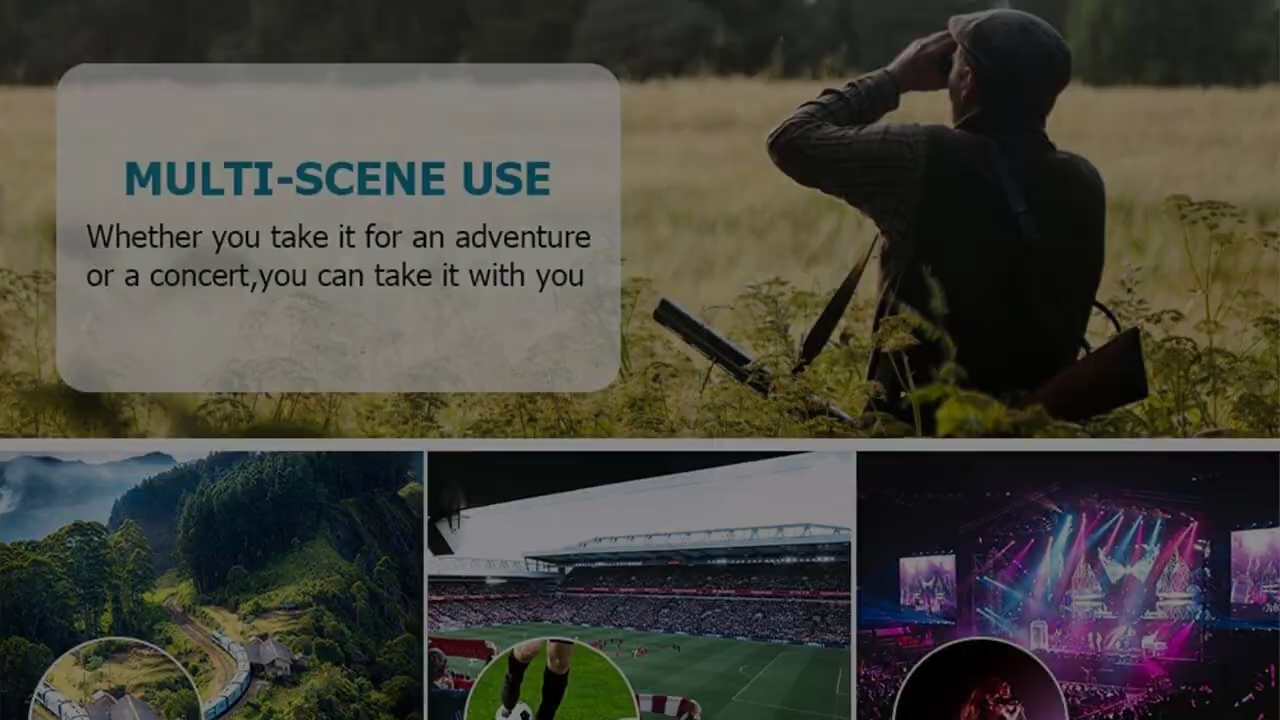 MULTI-SCENE USE
Whether you take it for an adventure
or a concert,you can take it with you